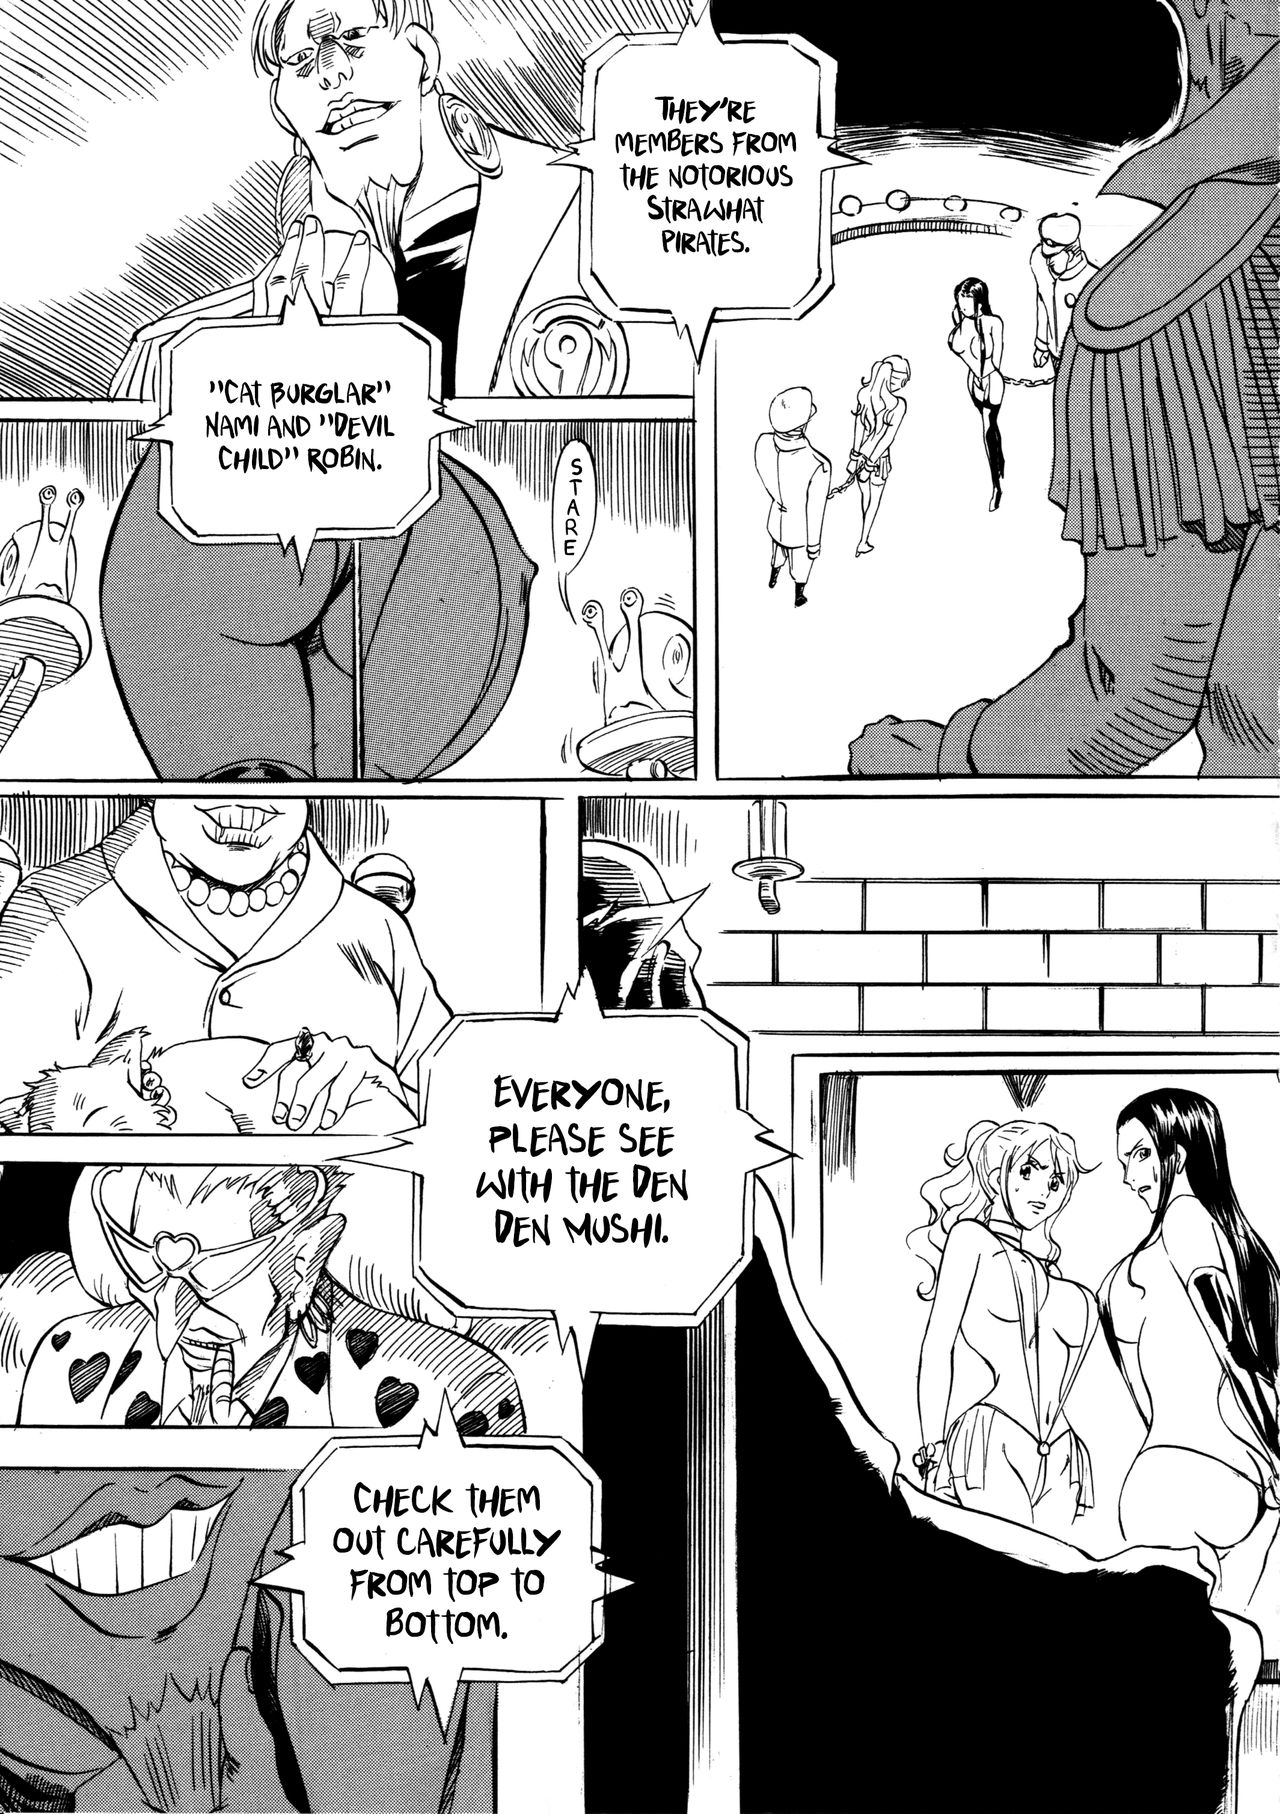 THEY'RE
MEMBERS FROM
THE NOTORIOUS
STRAWHAT
PIRATES.
"CAT BURGLAR"
NAMI AND "DEVIL
CHILD" ROBIN.
STARE
EVERYONE,
PLEASE SEE
WITH THE DEN
DEN MUSHI.
CHECK THEM
OUT CAREFULLY
FROM TOP TO
BOTTOM.